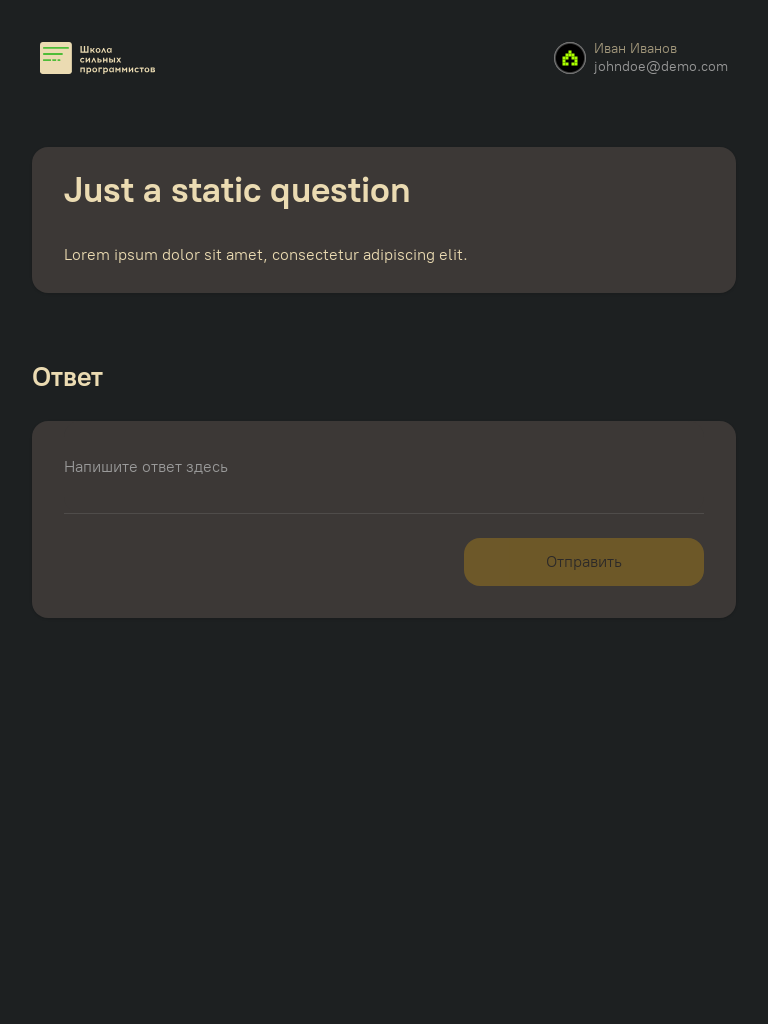 Школа
сильных
программистов
Иван Иванов
johndoe@demo.com
Just a static question
Lorem ipsum dolor sit amet, consectetur adipiscing elit.
Ответ
Напишите ответ здесь
Отправить